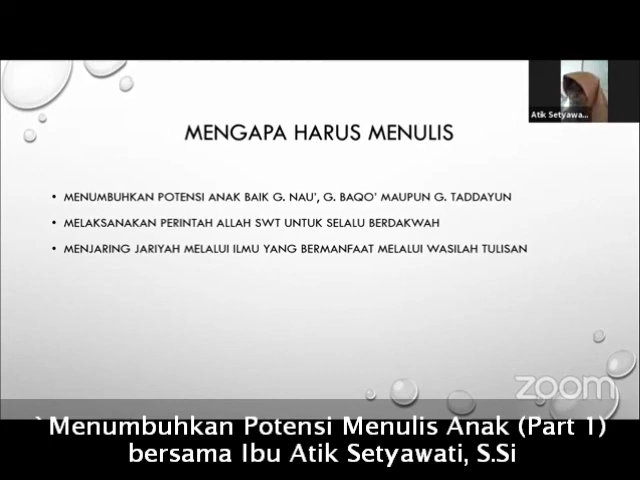 Atik Setyawa...
MENGAPA HARUS MENULIS
• MENUMBUHKAN POTENSI ANAK BAIK G. NAU', G. BAQO' MAUPUN G. TADDAYUN
• MELAKSANAKAN PERINTAH ALLAH SWT UNTUK SELALU BERDAKWAH
• MENJARING JARIYAH MELALUI ILMU YANG BERMANFAAT MELALUI WASILAH TULISAN
zoom
`Menumbuhkan Potensi Menulis Anak (Part 1)
bersama Ibu Atik Setyawati, S.Si